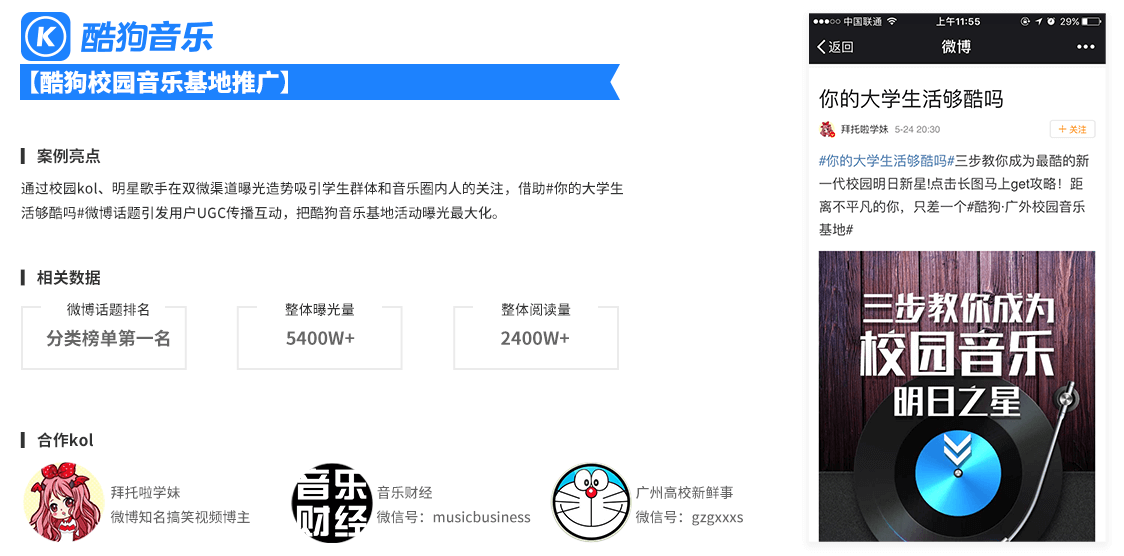 酷狗音乐
【酷狗校园音乐基地推广】
案例亮点
通过校园kol、明星歌手在双微渠道曝光造势吸引学生群体和音乐圈内人的关注，借助#你的大学生
活够酷吗#微博话题引发用户UGC传播互动，把酷狗音乐基地活动曝光最大化。
相关数据
微博话题排名
分类榜单第一名
整体曝光量
5400W+
整体阅读量
2400W+
合作kol
拜托啦学妹
微博知名搞笑视频博主
音乐
财经
音乐财经
微信号：musicbusiness
广州高校新鲜事
微信号：gzgxxxs
中国联通
上午11:55
29%
返回
微博
你的大学生活够酷吗
拜托啦学妹 5-24 20:30
+ 关注
#你的大学生活够酷吗#三步教你成为最酷的新
一代校园明日新星!点击长图马上get攻略！距
离不平凡的你，只差一个#酷狗·广外校园音乐
基地#
三步教你成为
校园音乐
明日之星